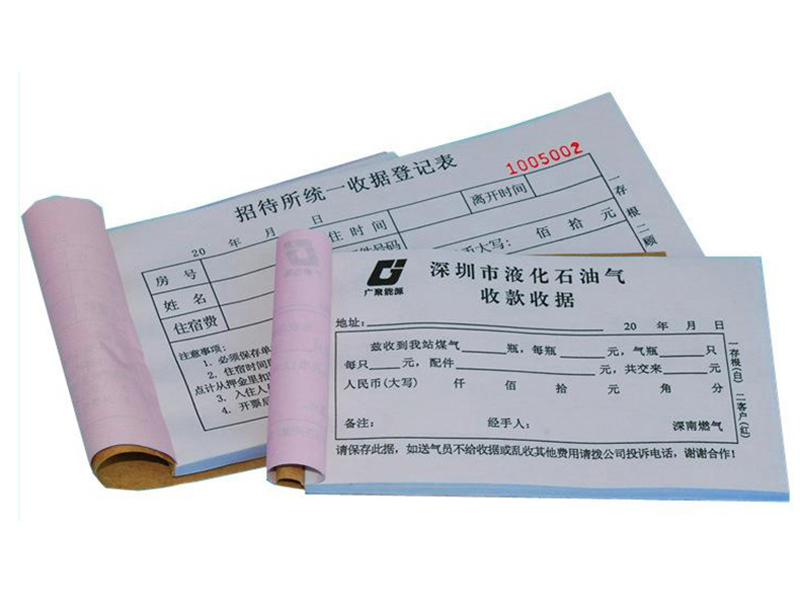 招待所统一收据登记表
1005002
20 年 月 日
住时间
离开时间
房号
件号码
姓名
币大写： 佰 拾 元
住宿费
注意事项：
1、必须保存单
2、住宿时间
点计从押金里扣
3、入住人
4、开票后
一存根 二顾
广聚能源
深圳市液化石油气
收款收据
地址： 20 年 月 日
兹收到我站煤气 瓶，每瓶 元，气瓶 只
每只 元，配件 元，共交来 元
人民币(大写) 仟 佰 拾 元 角 分
备注： 经手人： 深南燃气
一存根(白) 二客户(红)
请保存此据，如送气员不给收据或乱收其他费用请拨公司投诉电话，谢谢合作！